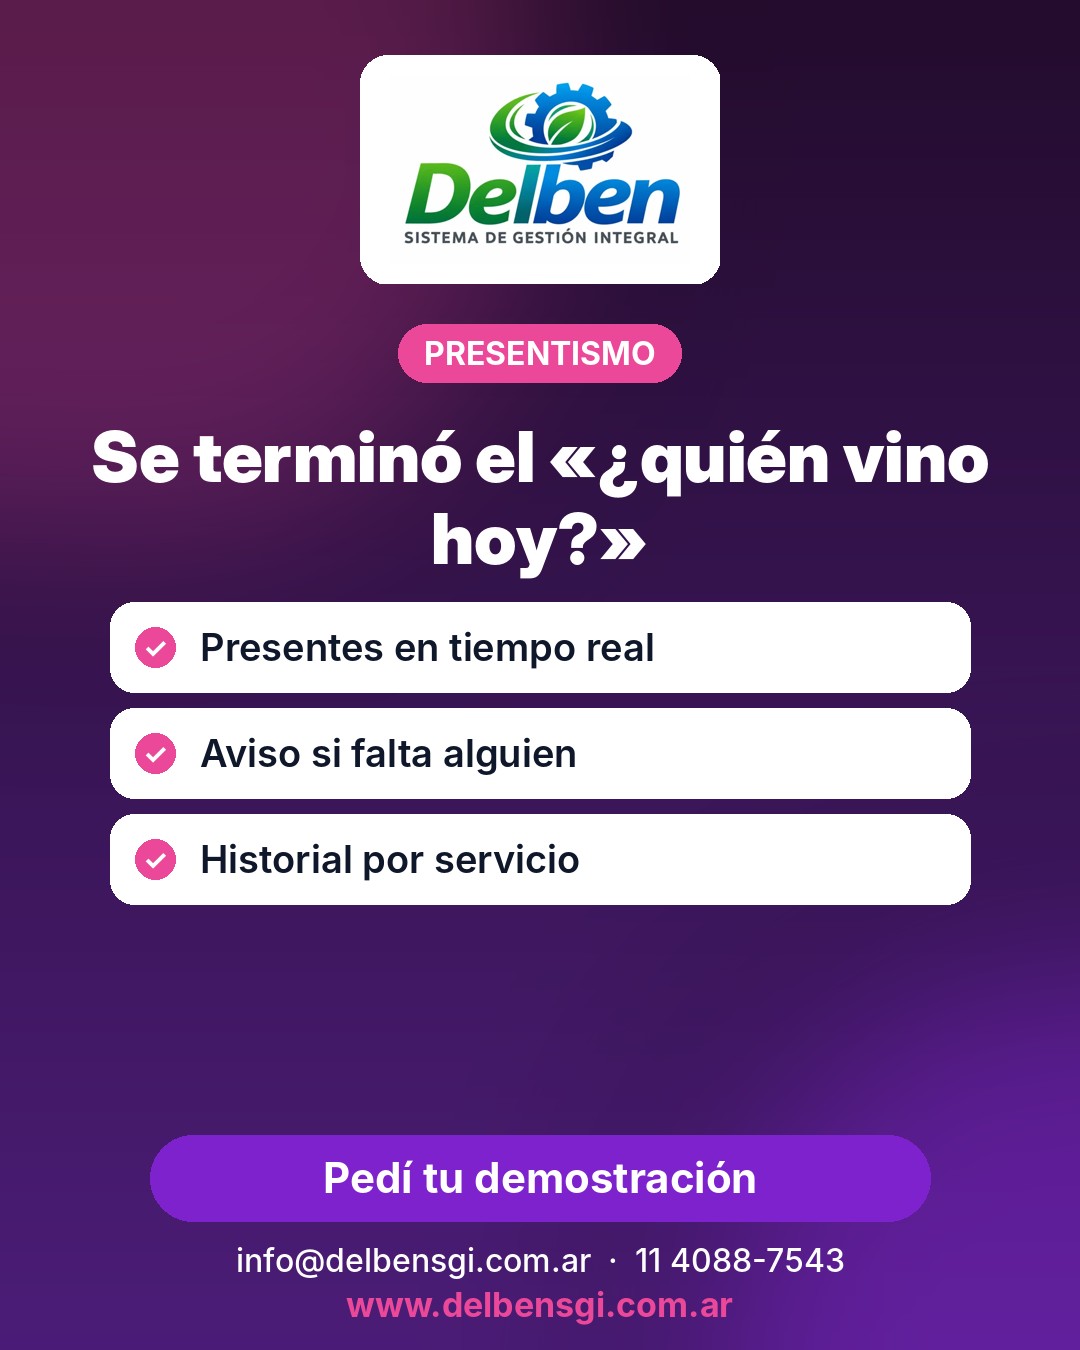 Delben
SISTEMA DE GESTIÓN INTEGRAL
PRESENTISMO
Se terminó el «¿quién vino
hoy?»
Presentes en tiempo real
Aviso si falta alguien
Historial por servicio
Pedí tu demostración
info@delbensgi.com.ar · 11 4088-7543
www.delbensgi.com.ar